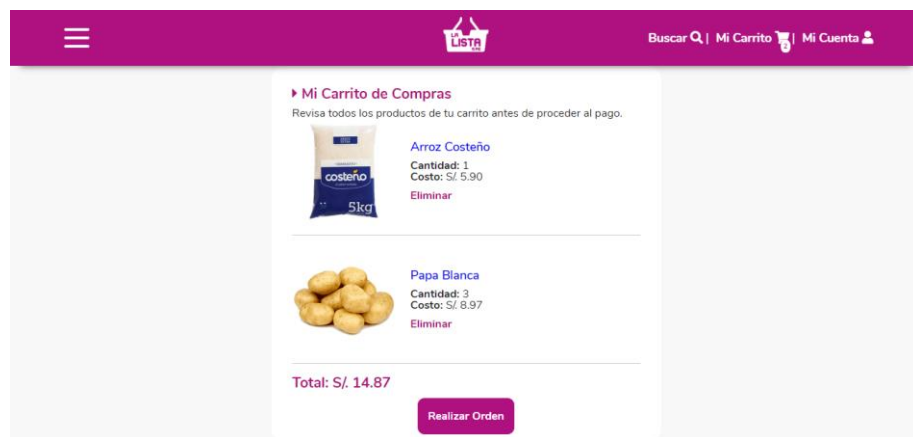 LA
LISTA
Buscar | Mi Carrito 2 | Mi Cuenta
Mi Carrito de Compras
Revisa todos los productos de tu carrito antes de proceder al pago.
costeño
5kg
Arroz Costeño
Cantidad: 1
Costo: S/. 5.90
Eliminar
Papa Blanca
Cantidad: 3
Costo: S/. 8.97
Eliminar
Total: S/. 14.87
Realizar Orden